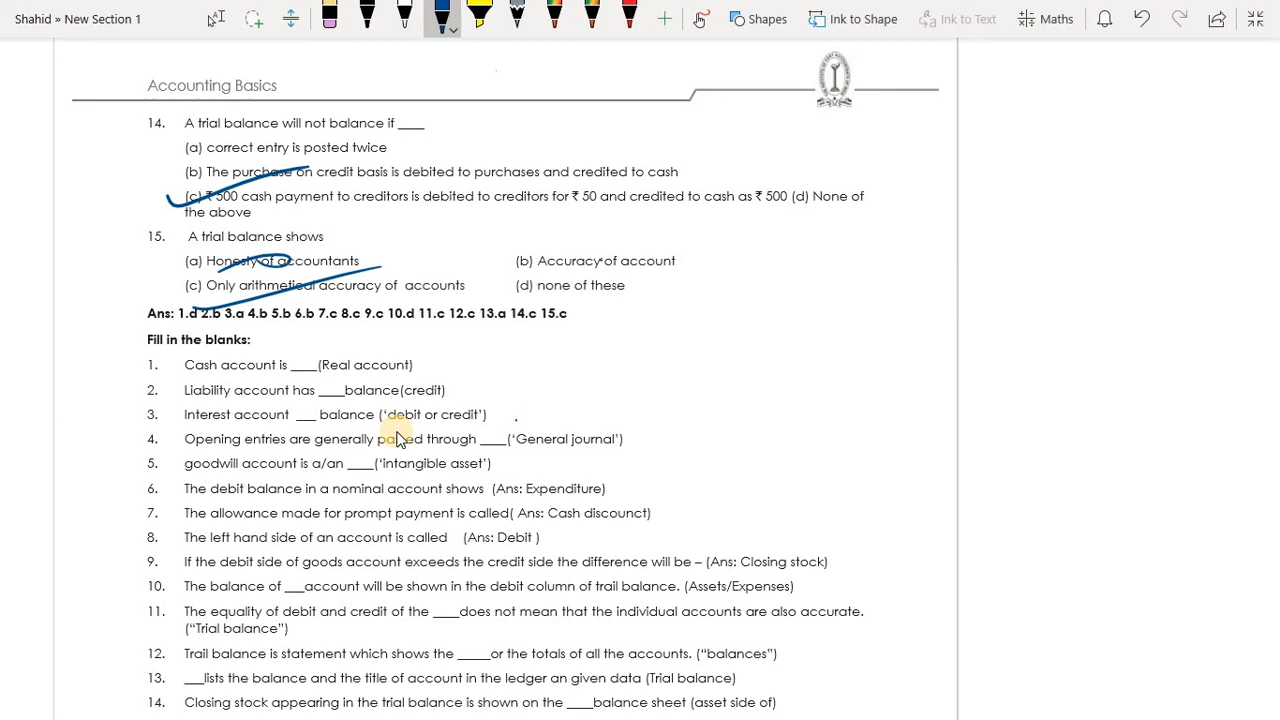 Shahid » New Section 1
Shapes
Ink to Shape
Ink to Text
Maths
Accounting Basics
14. A trial balance will not balance if ____
(a) correct entry is posted twice
(b) The purchase on credit basis is debited to purchases and credited to cash
(c) ₹ 500 cash payment to creditors is debited to creditors for ₹ 50 and credited to cash as ₹ 500 (d) None of
the above
15. A trial balance shows
(a) Honesty of accountants (b) Accuracy of account
(c) Only arithmetical accuracy of accounts (d) none of these
Ans: 1.d 2.b 3.a 4.b 5.b 6.b 7.c 8.c 9.c 10.d 11.c 12.c 13.a 14.c 15.c
Fill in the blanks:
1. Cash account is ____(Real account)
2. Liability account has ____balance(credit)
3. Interest account ___ balance (‘debit or credit’)
4. Opening entries are generally passed through ____(‘General journal’)
5. goodwill account is a/an ____(‘intangible asset’)
6. The debit balance in a nominal account shows (Ans: Expenditure)
7. The allowance made for prompt payment is called( Ans: Cash discounct)
8. The left hand side of an account is called (Ans: Debit )
9. If the debit side of goods account exceeds the credit side the difference will be – (Ans: Closing stock)
10. The balance of ___account will be shown in the debit column of trail balance. (Assets/Expenses)
11. The equality of debit and credit of the ____does not mean that the individual accounts are also accurate.
(“Trial balance”)
12. Trail balance is statement which shows the _____or the totals of all the accounts. (“balances”)
13. ___lists the balance and the title of account in the ledger an given data (Trial balance)
14. Closing stock appearing in the trial balance is shown on the ____balance sheet (asset side of)